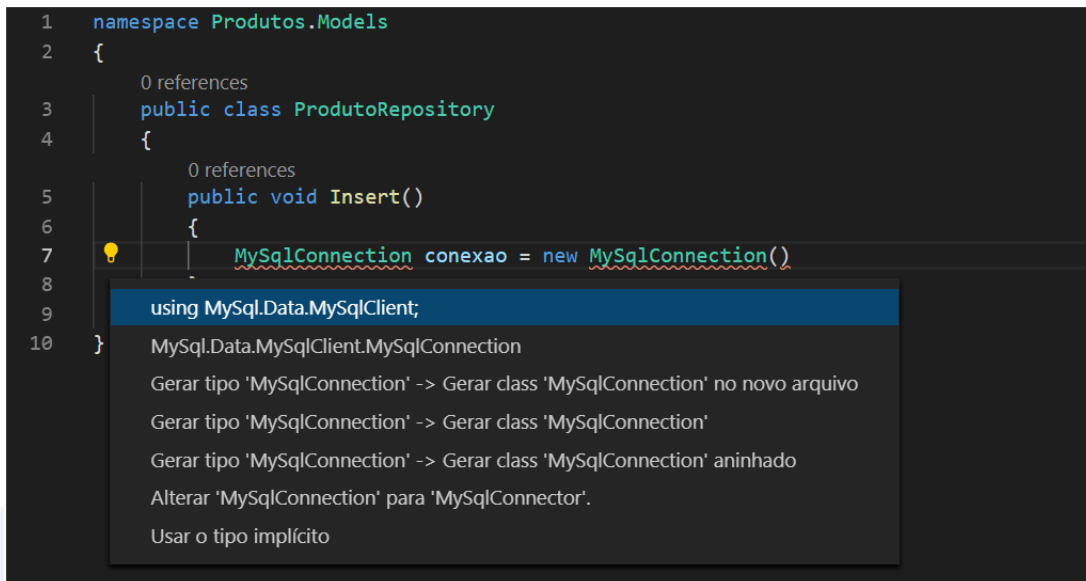 1 namespace Produtos.Models
2 {
0 references
3 public class ProdutoRepository
4 {
0 references
5 public void Insert()
6 {
7 MySqlConnection conexao = new MySqlConnection()
8
9
10 }
using MySql.Data.MySqlClient;
MySql.Data.MySqlClient.MySqlConnection
Gerar tipo 'MySqlConnection' -> Gerar class 'MySqlConnection' no novo arquivo
Gerar tipo 'MySqlConnection' -> Gerar class 'MySqlConnection'
Gerar tipo 'MySqlConnection' -> Gerar class 'MySqlConnection' aninhado
Alterar 'MySqlConnection' para 'MySqlConnector'.
Usar o tipo implícito